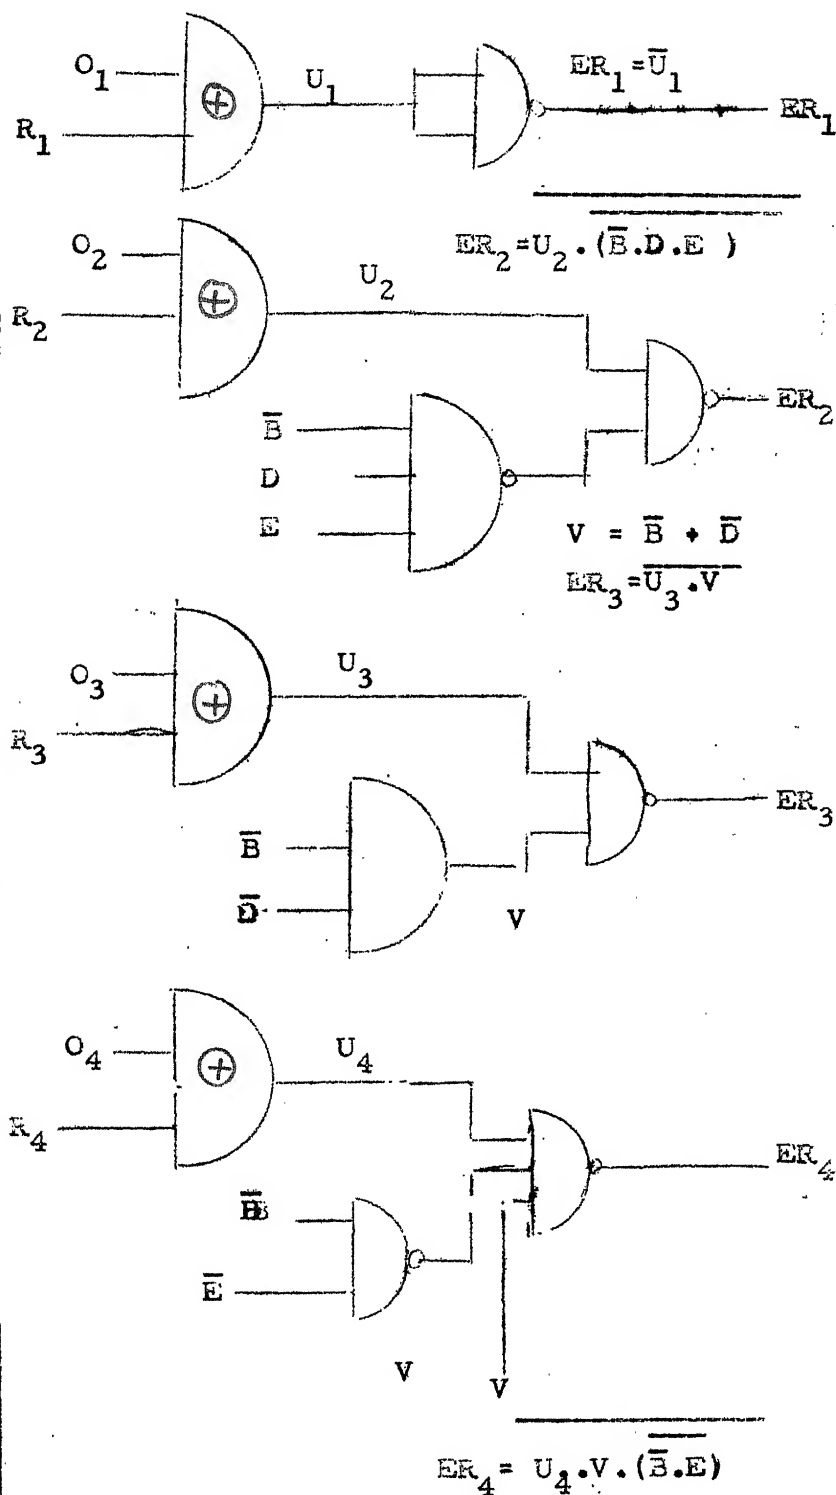 O₁ U₁ ER₁=U̅₁
R₁ ⊕ ER₁
O₂ ER₂=U₂.(B̅.D.E )
R₂ ⊕ U₂
B̅ ER₂
D
E V = B̅ + D̅
ER₃=U₃.V
O₃ U₃
R₃ ⊕
B̅ ER₃
D̅ V
O₄ ⊕ U₄
R₄ ER₄
B̅
E̅
V V
ER₄= U₄.V.(B̅.E)